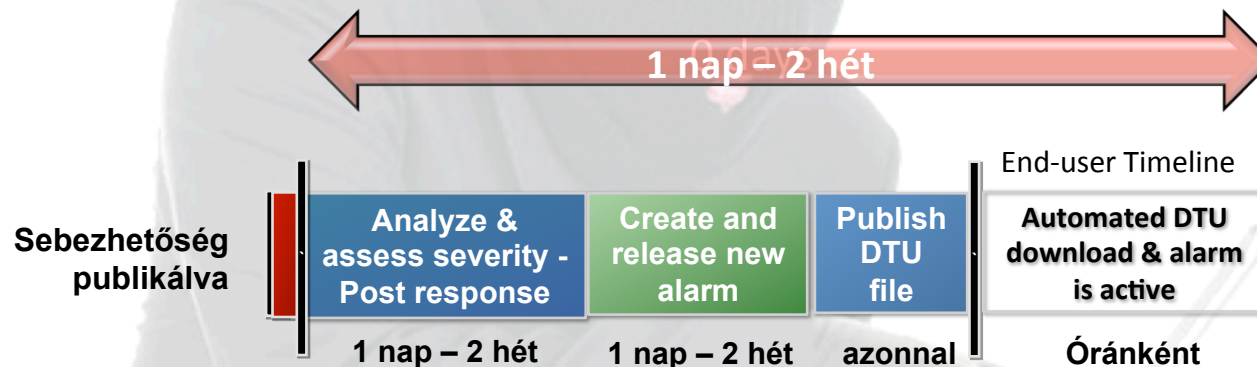 0 days
1 nap – 2 hét
End-user Timeline
Sebezhetőség
publikálva
Analyze &
assess severity -
Post response
Create and
release new
alarm
Publish
DTU
file
Automated DTU
download & alarm
is active
1 nap – 2 hét
1 nap – 2 hét
azonnal
Óránként